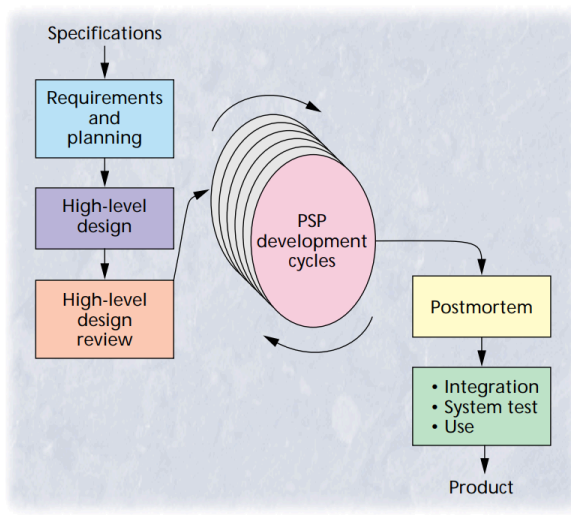 Specifications
Requirements
and
planning
High-level
design
High-level
design
review
PSP
development
cycles
Postmortem
• Integration
• System test
• Use
Product